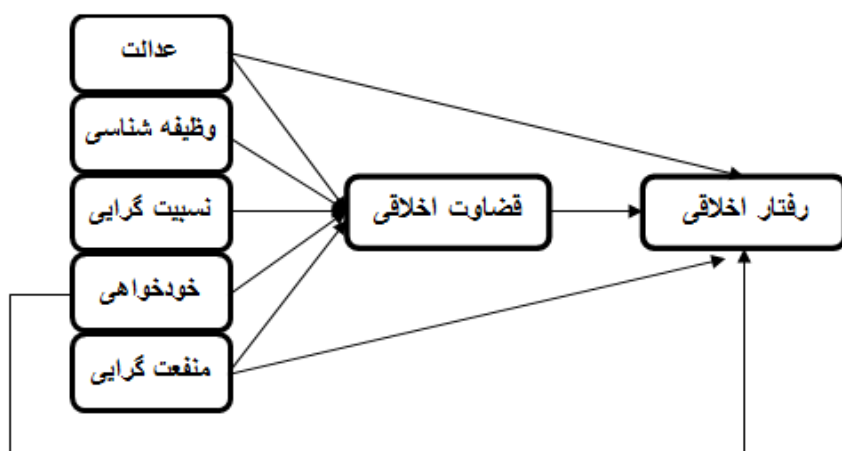 عدالت
وظیفه شناسی
نسبیت گرایی
قضاوت اخلاقی
رفتار اخلاقی
خودخواهی
منفعت گرایی